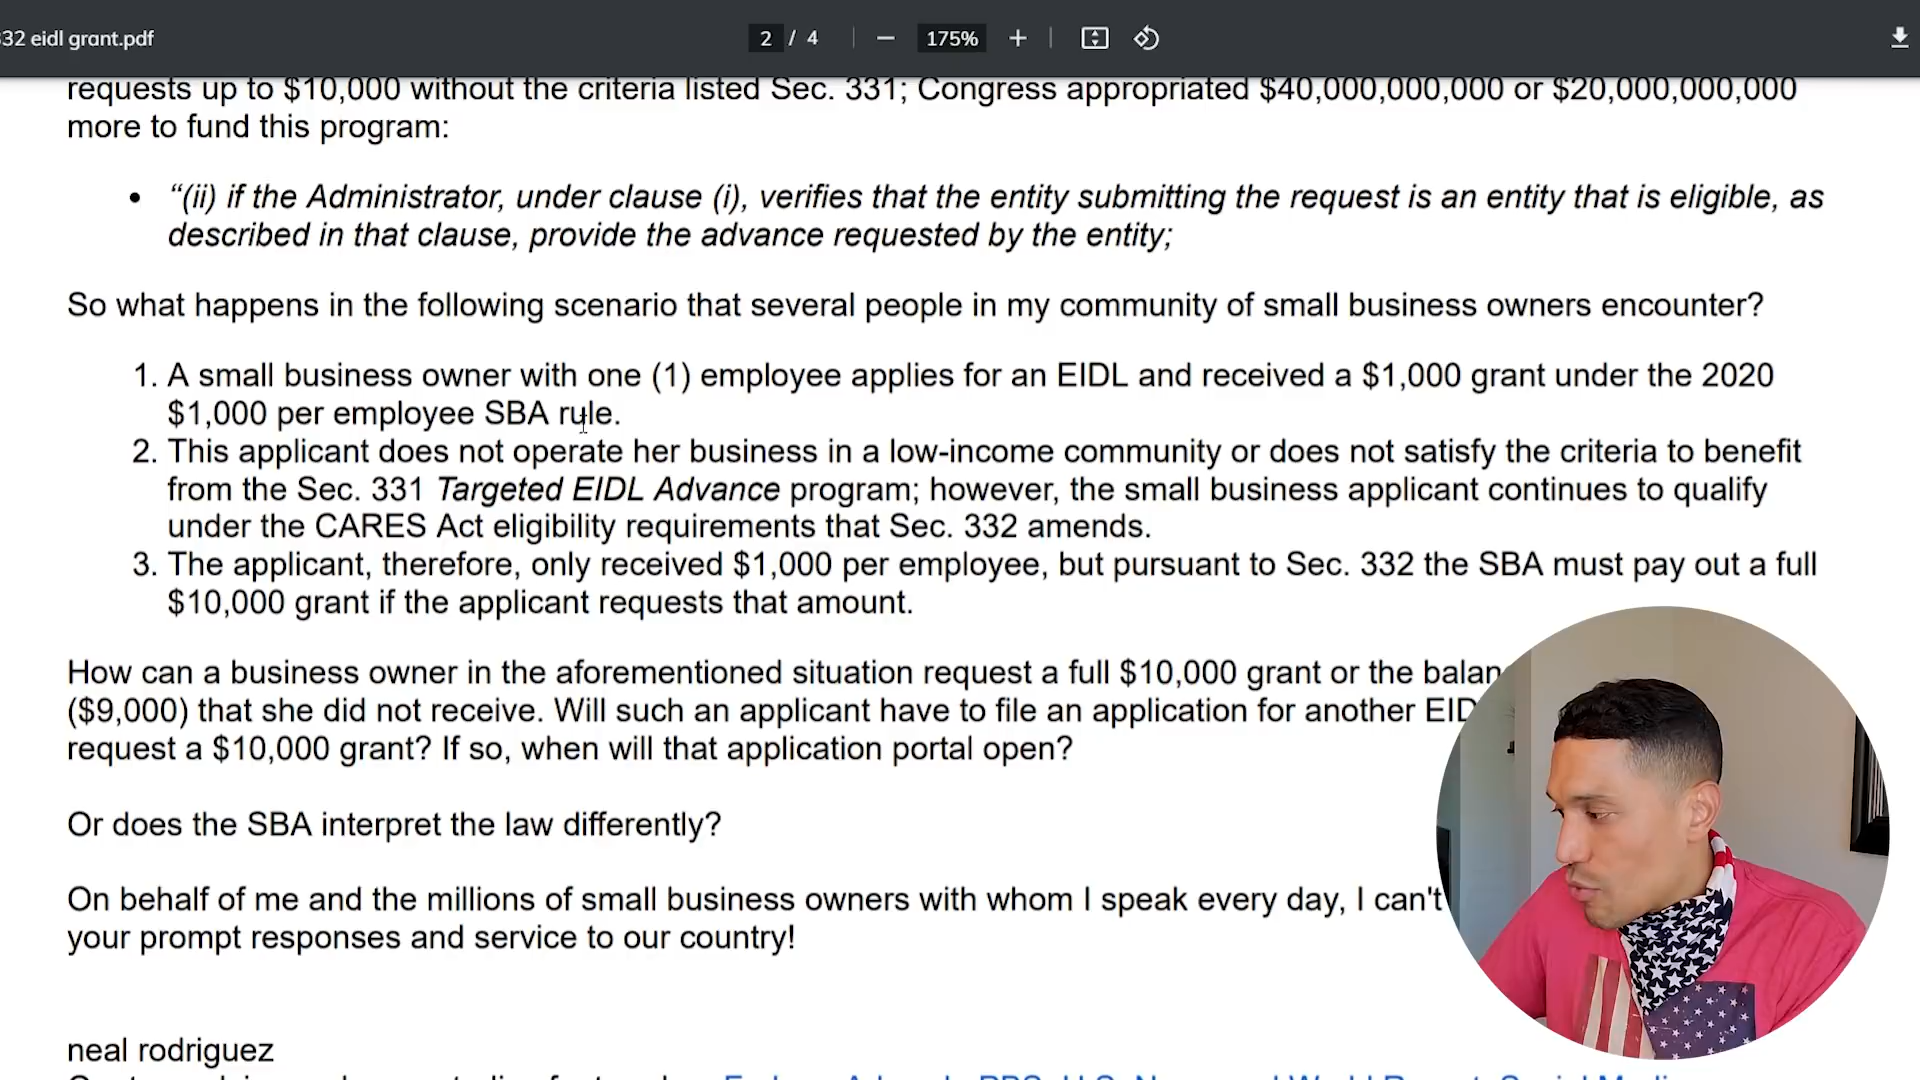 32 eidl grant.pdf
2 / 4
175%
requests up to $10,000 without the criteria listed Sec. 331; Congress appropriated $40,000,000,000 or $20,000,000,000
more to fund this program:
• “(ii) if the Administrator, under clause (i), verifies that the entity submitting the request is an entity that is eligible, as
described in that clause, provide the advance requested by the entity;
So what happens in the following scenario that several people in my community of small business owners encounter?
1. A small business owner with one (1) employee applies for an EIDL and received a $1,000 grant under the 2020
$1,000 per employee SBA rule.
2. This applicant does not operate her business in a low-income community or does not satisfy the criteria to benefit
from the Sec. 331 Targeted EIDL Advance program; however, the small business applicant continues to qualify
under the CARES Act eligibility requirements that Sec. 332 amends.
3. The applicant, therefore, only received $1,000 per employee, but pursuant to Sec. 332 the SBA must pay out a full
$10,000 grant if the applicant requests that amount.
How can a business owner in the aforementioned situation request a full $10,000 grant or the
($9,000) that she did not receive. Will such an applicant have to file an application for another
request a $10,000 grant? If so, when will that application portal open?
Or does the SBA interpret the law differently?
On behalf of me and the millions of small business owners with whom I speak every day, I can't
your prompt responses and service to our country!
neal rodriguez